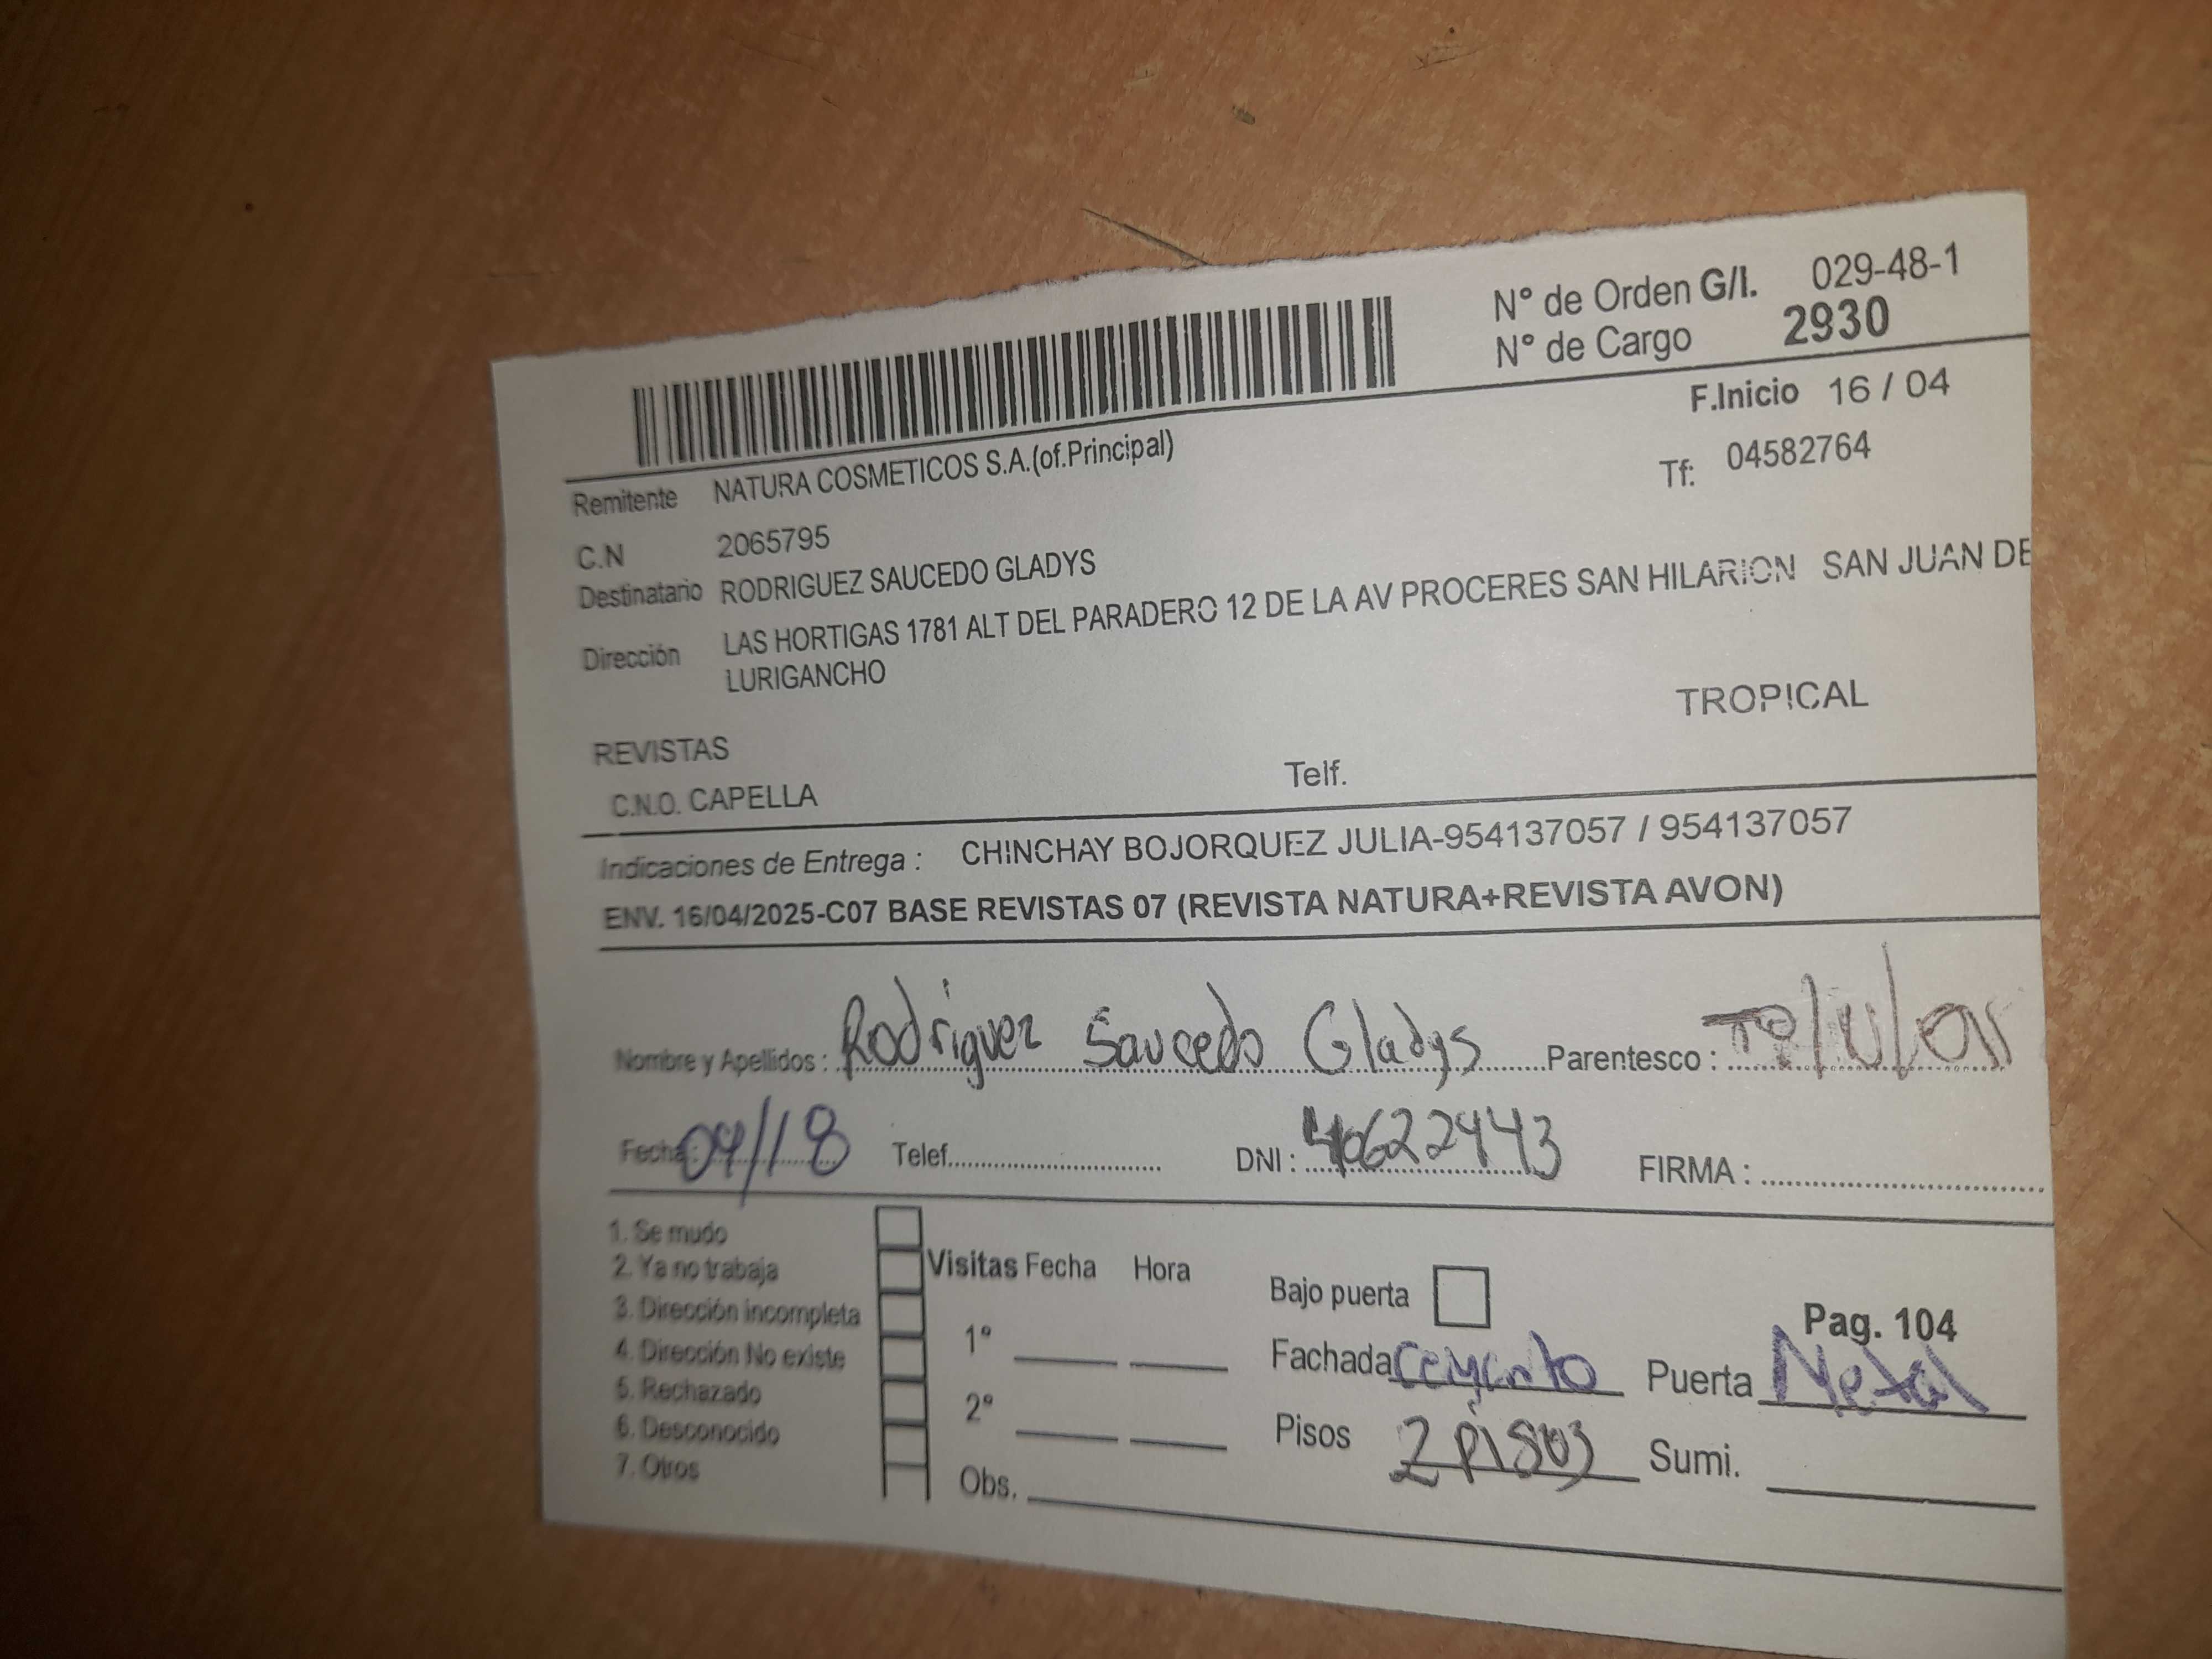 N° de Orden G/I. 029-48-1
N° de Cargo 2930
F.Inicio 16 / 04
Remitente NATURA COSMETICOS S.A.(of.Principal)
Tf: 04582764
C.N 2065795
Destinatario RODRIGUEZ SAUCEDO GLADYS
Dirección LAS HORTIGAS 1781 ALT DEL PARADERO 12 DE LA AV PROCERES SAN HILARION SAN JUAN DE
LURIGANCHO
TROPICAL
REVISTAS
C.N.O. CAPELLA Telf.
Indicaciones de Entrega : CHINCHAY BOJORQUEZ JULIA-954137057 / 954137057
ENV. 16/04/2025-C07 BASE REVISTAS 07 (REVISTA NATURA+REVISTA AVON)
Nombre y Apellidos : Rodriguez Saucedo Gladys Parentesco :
Fecha: 04/18 Telef. DNI : 40622443 FIRMA :
1. Se mudo
2. Ya no trabaja
3. Dirección incompleta
4. Dirección No existe
5. Rechazado
6. Desconocido
7. Otros
Visitas Fecha Hora
1°
2°
Obs.
Bajo puerta
Pag. 104
Fachada cemento Puerta Metal
Pisos 2 pisos Sumi.